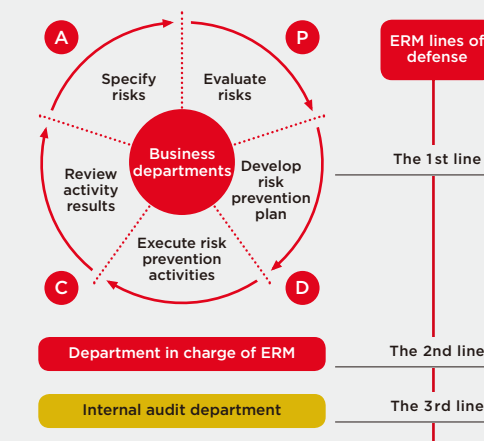 A
P
ERM lines of
defense
Specify
risks
Evaluate
risks
Business
departments
The 1st line
Review
activity
results
Develop
risk
prevention
plan
Execute risk
prevention
activities
C
D
Department in charge of ERM
The 2nd line
Internal audit department
The 3rd line